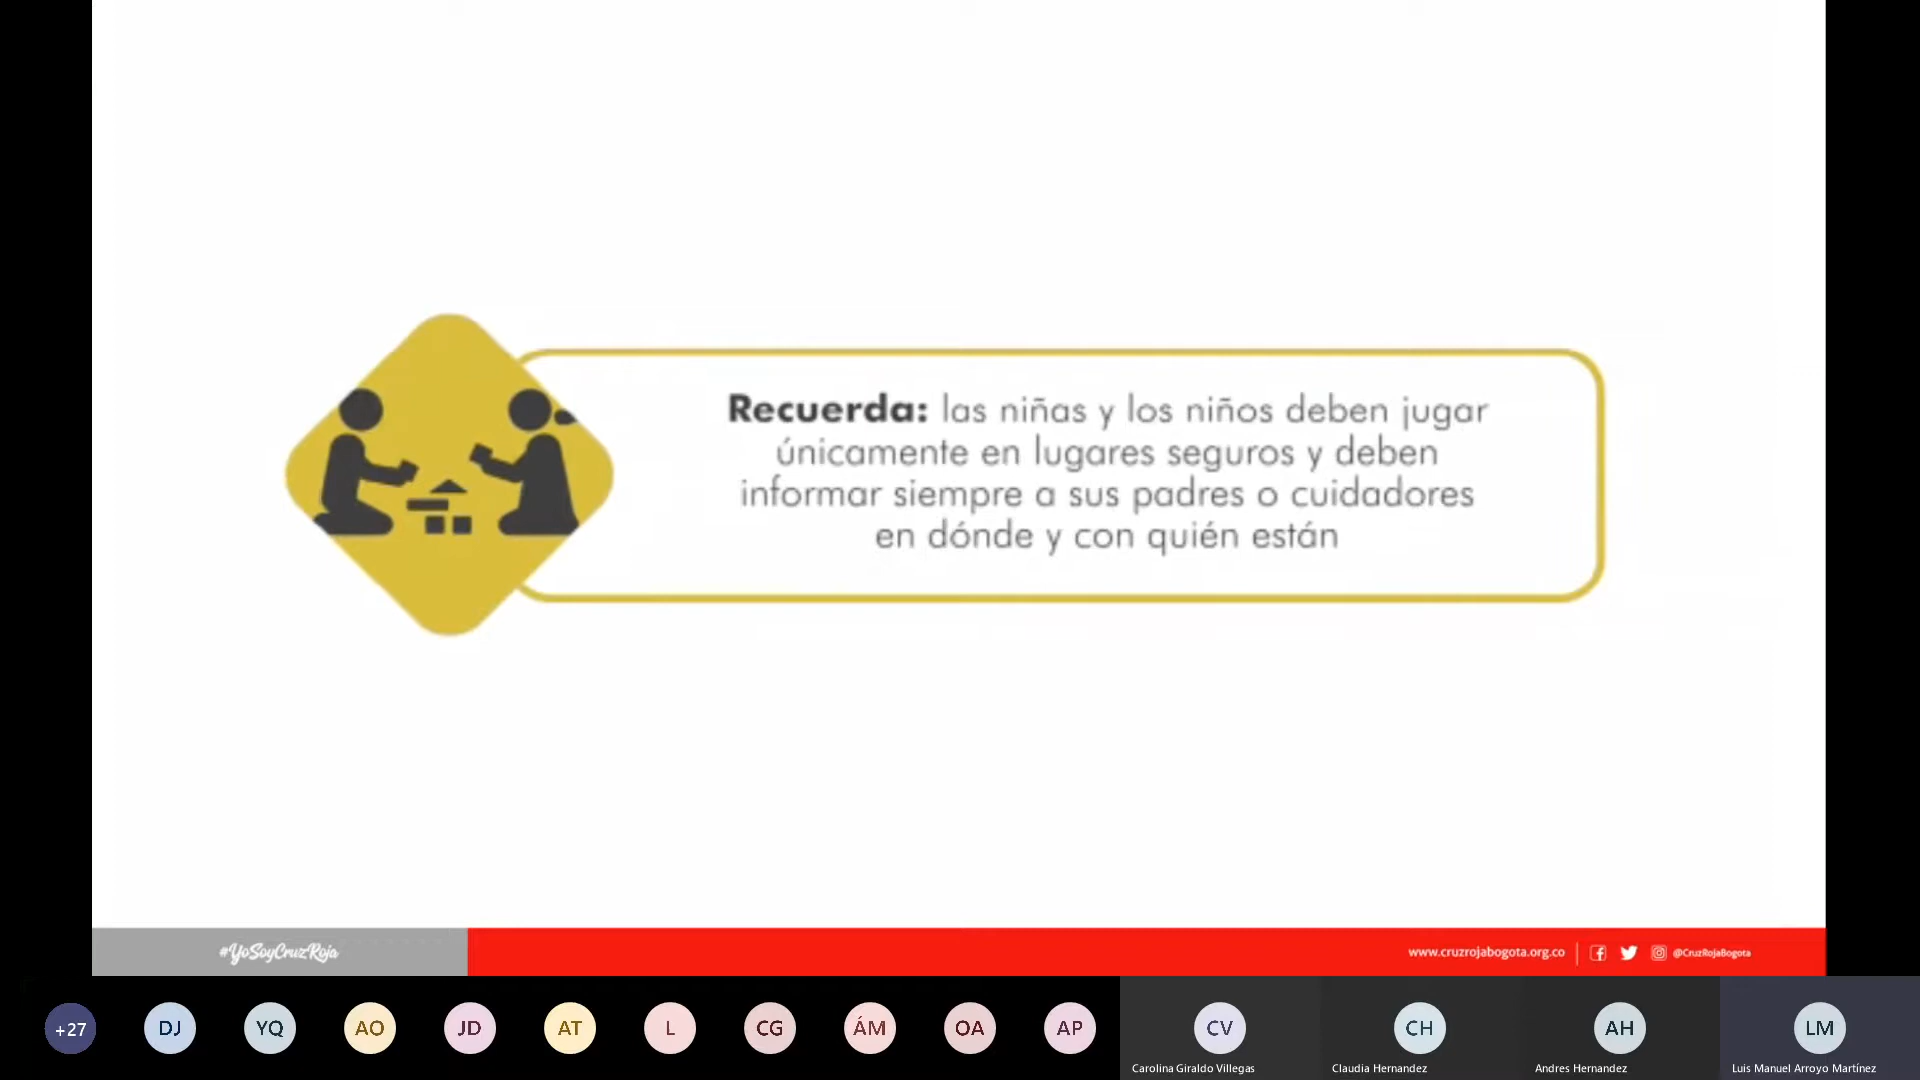 Recuerda: las niñas y los niños deben jugar
únicamente en lugares seguros y deben
informar siempre a sus padres o cuidadores
en dónde y con quién están
#YoSoyCruzRoja
www.cruzrojabogota.org.co
@CruzRojaBogota
+27
DJ
YQ
AO
JD
AT
L
CG
ÁM
OA
AP
CV
CH
AH
LM
Carolina Giraldo Villegas
Claudia Hernandez
Andres Hernandez
Luis Manuel Arroyo Martínez